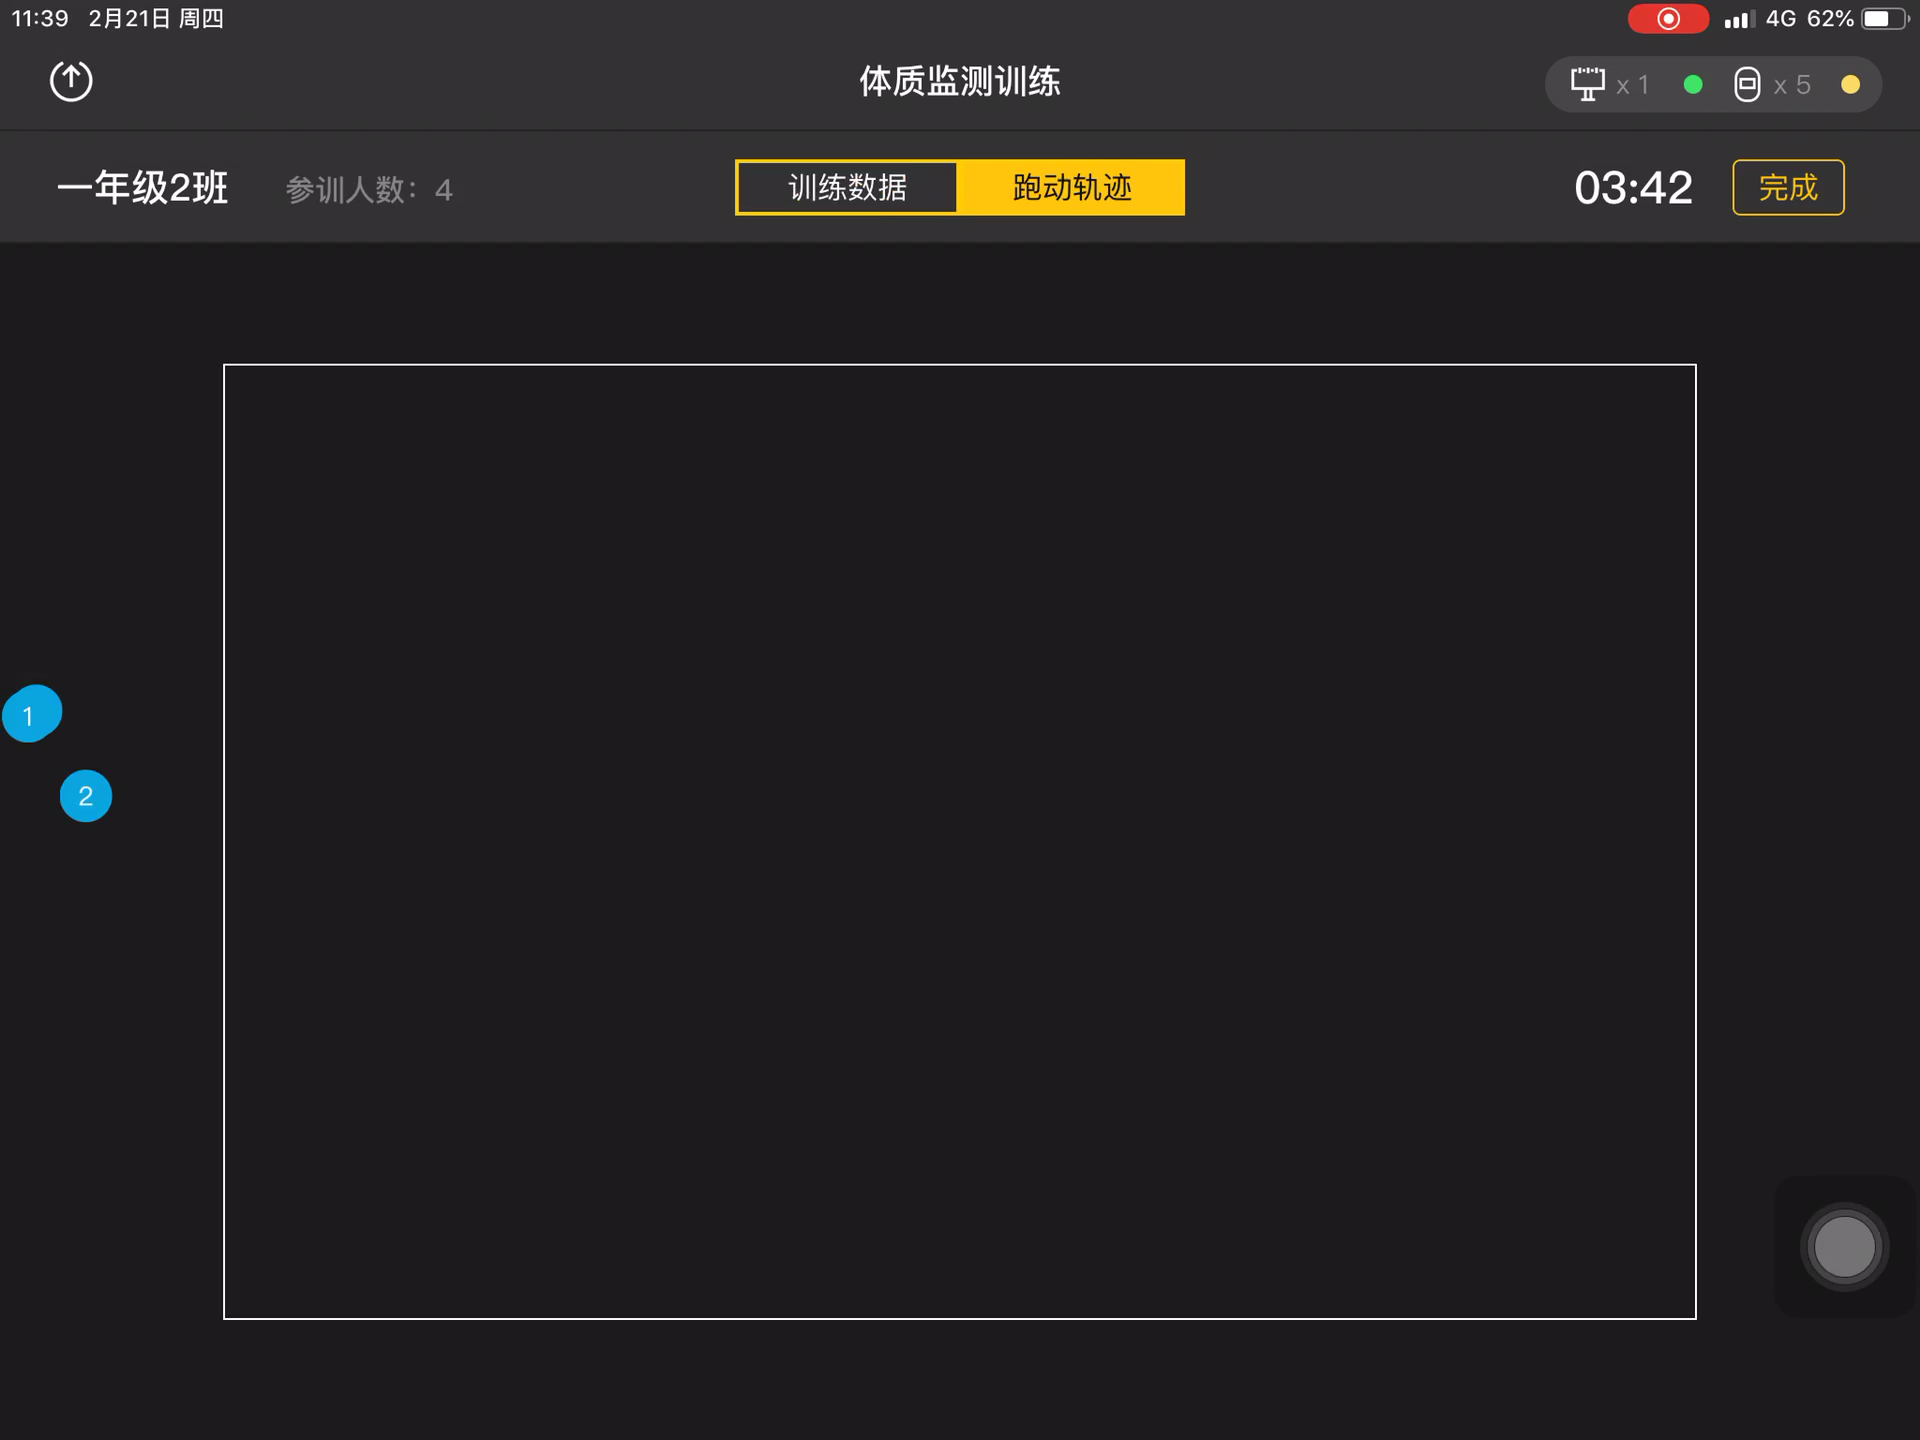 11:39 2月21日 周四 4G 62%
体质监测训练 x 1 x 5
一年级2班 参训人数：4 训练数据 跑动轨迹 03:42 完成
1
2